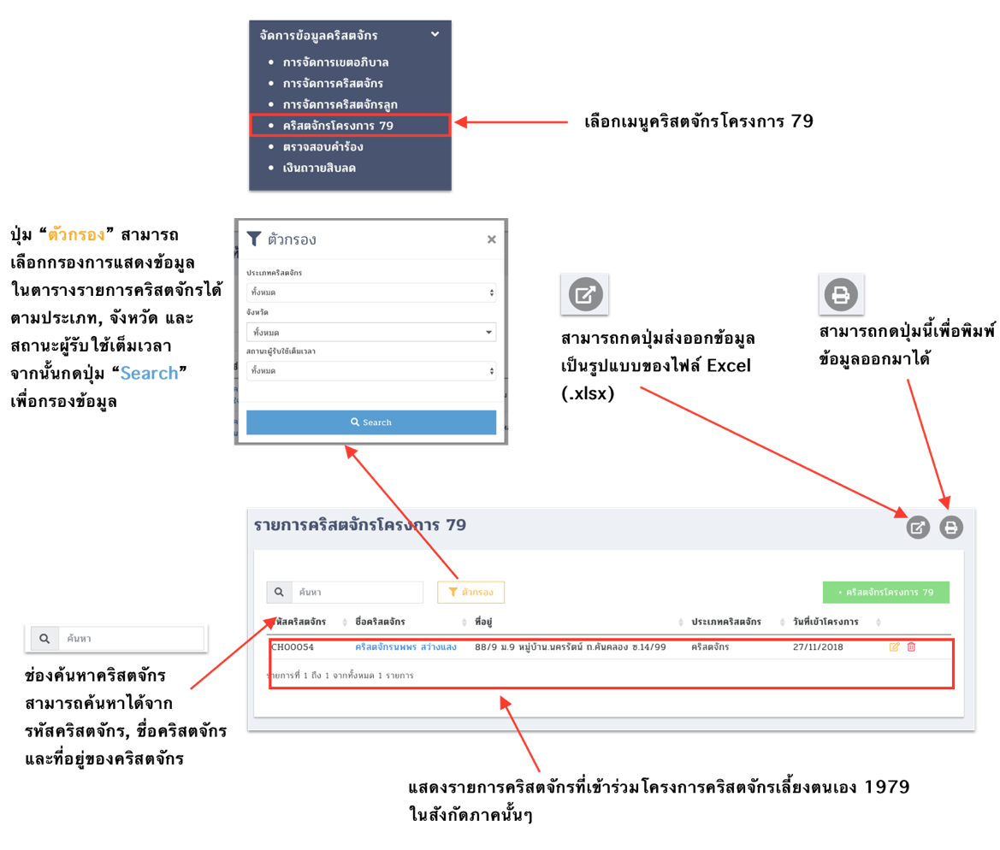 จัดการข้อมูลคริสตจักร
การจัดการเขตอภิบาล
การจัดการคริสตจักร
การจัดการคริสตจักรลูก
คริสตจักรโครงการ 79
ตรวจสอบคำร้อง
เงินถวายสิบลด
เลือกเมนูคริสตจักรโครงการ 79
ปุ่ม “ตัวกรอง” สามารถ
เลือกกรองการแสดงข้อมูล
ในตารางรายการคริสตจักรได้
ตามประเภท, จังหวัด และ
สถานะผู้รับใช้เต็มเวลา
จากนั้นกดปุ่ม “Search”
เพื่อกรองข้อมูล
ตัวกรอง ×
ประเภทคริสตจักร
ทั้งหมด
จังหวัด
ทั้งหมด
สถานะผู้รับใช้เต็มเวลา
ทั้งหมด
Search
สามารถกดปุ่มส่งออกข้อมูล
เป็นรูปแบบของไฟล์ Excel
(.xlsx)
สามารถกดปุ่มนี้เพื่อพิมพ์
ข้อมูลออกมาได้
รายการคริสตจักรโครงการ 79
ค้นหา ตัวกรอง + คริสตจักรโครงการ 79
รหัสคริสตจักร ชื่อคริสตจักร ที่อยู่ ประเภทคริสตจักร วันที่เข้าโครงการ
CH00054 คริสตจักรนพพร สว่างแสง 88/9 ม.9 หมู่บ้าน.นครรัตน์ ถ.คันคลอง ซ.14/99 คริสตจักร 27/11/2018
รายการที่ 1 ถึง 1 จากทั้งหมด 1 รายการ
ค้นหา
ช่องค้นหาคริสตจักร
สามารถค้นหาได้จาก
รหัสคริสตจักร, ชื่อคริสตจักร
และที่อยู่ของคริสตจักร
แสดงรายการคริสตจักรที่เข้าร่วมโครงการคริสตจักรเลี้ยงตนเอง 1979
ในสังกัดภาคนั้นๆ